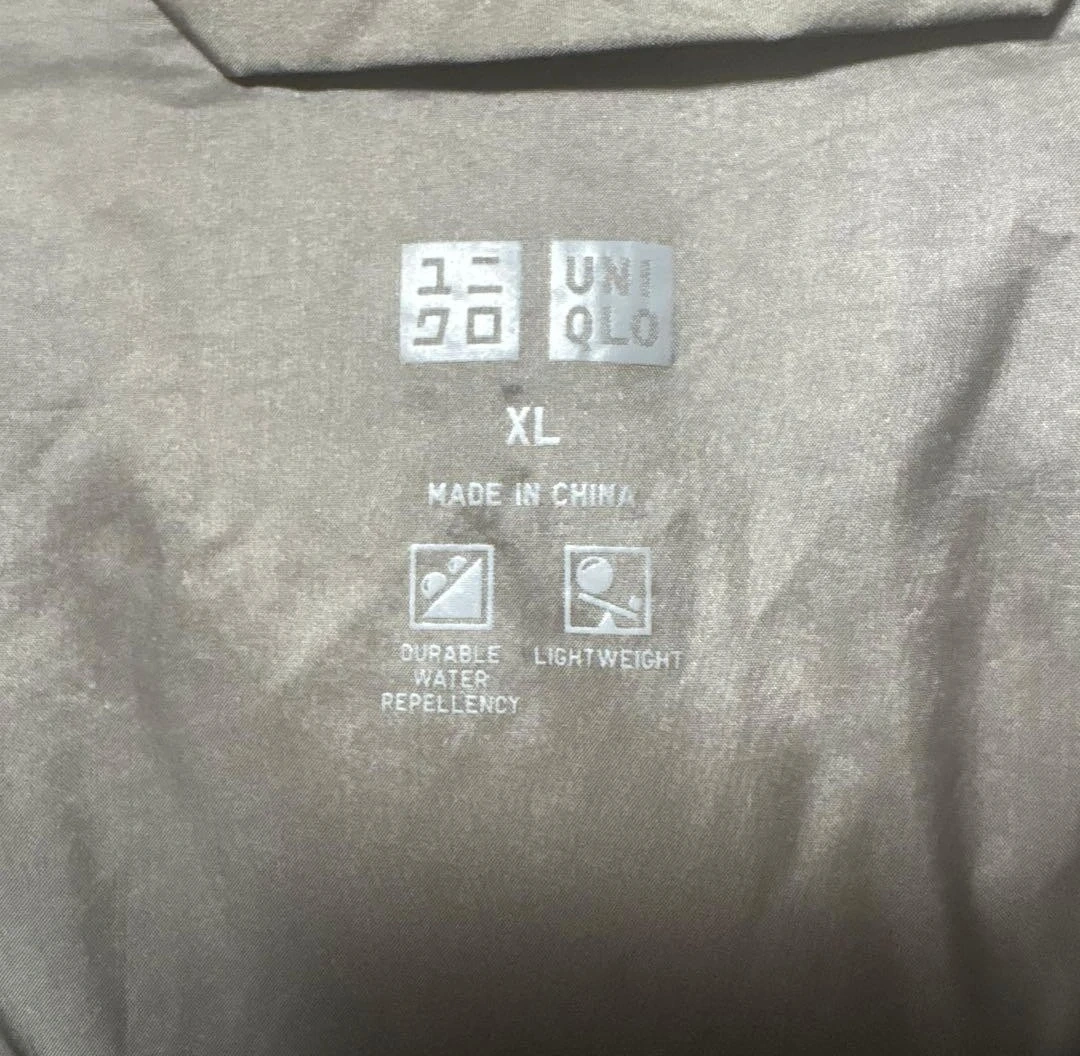 ユニ
クロ
UNI
QLO
XL
MADE IN CHINA
DURABLE
WATER
REPELLENCY
LIGHTWEIGHT